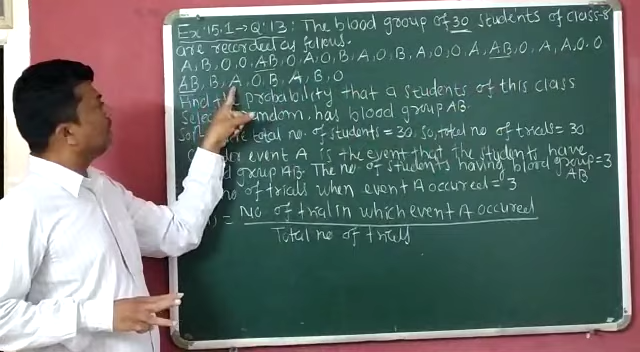 Ex:15.1→Q.13: The blood group of 30 students of class-8
are recorded as follows.
A, B, O, O, AB, O, A, O, B, A, O, B, A, O, O, A, AB, O, A, A, O, O
AB, B, A, O, B, A, B, O
Find the probability that a students of this class
Select random, has blood group AB.
Soln total no. of students = 30, So, total no of trials = 30
event A is the event that the students have
group AB. The no of students having blood group = 3
AB
no of trials when event A occured = 3
= No of trial in which event A occured
Total no of trials